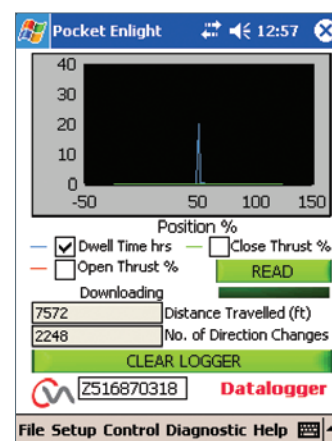 Pocket Enlight 12:57
40
30
20
10
0
-50 50 100 150
Position %
Dwell Time hrs Close Thrust %
Open Thrust % READ
Downloading
7572 Distance Travelled (ft)
2248 No. of Direction Changes
CLEAR LOGGER
Z516870318 Datalogger
File Setup Control Diagnostic Help